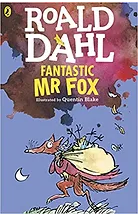 ROALD
DAHL
FANTASTIC
MR FOX
Illustrated by Quentin Blake